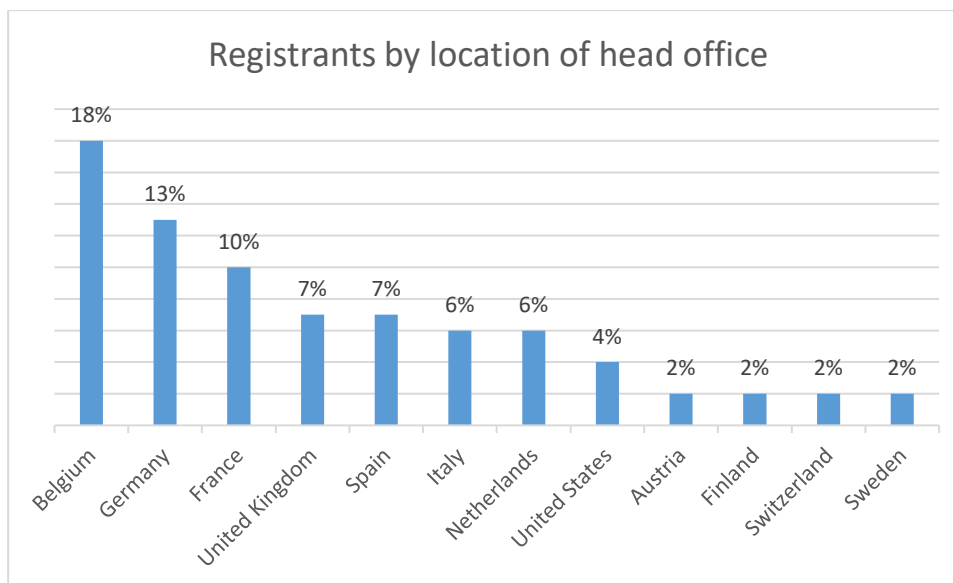 Registrants by location of head office
18%
13%
10%
7%
7%
6%
6%
4%
2%
2%
2%
2%
Belgium
Germany
France
United Kingdom
Spain
Italy
Netherlands
United States
Austria
Finland
Switzerland
Sweden